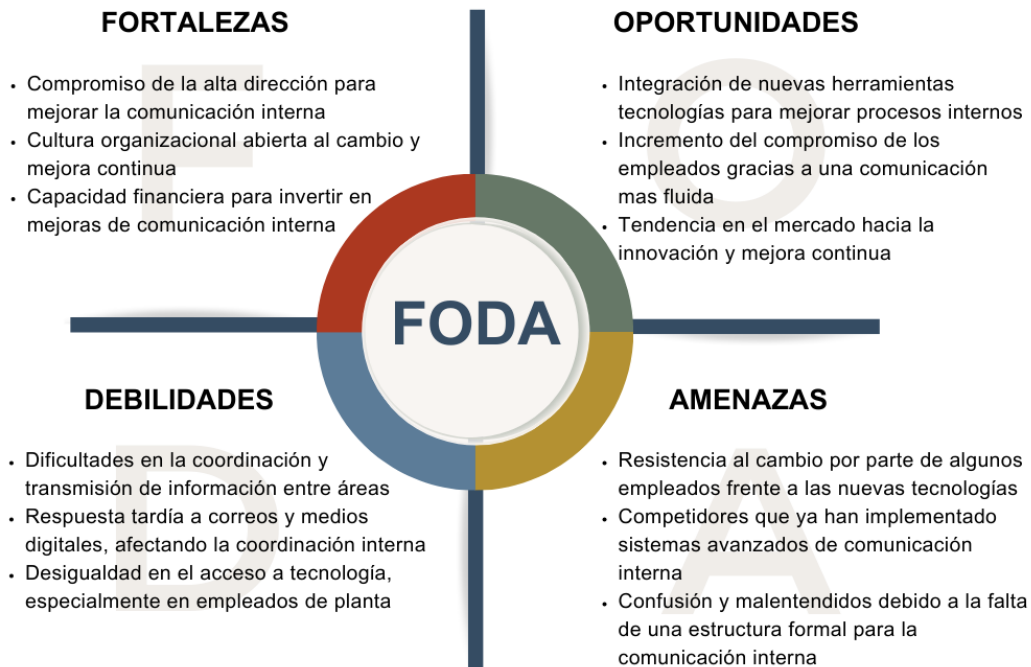 FORTALEZAS
• Compromiso de la alta dirección para
mejorar la comunicación interna
• Cultura organizacional abierta al cambio y
mejora continua
• Capacidad financiera para invertir en
mejoras de comunicación interna
OPORTUNIDADES
• Integración de nuevas herramientas
tecnologías para mejorar procesos internos
• Incremento del compromiso de los
empleados gracias a una comunicación
mas fluida
• Tendencia en el mercado hacia la
innovación y mejora continua
FODA
DEBILIDADES
• Dificultades en la coordinación y
transmisión de información entre áreas
• Respuesta tardía a correos y medios
digitales, afectando la coordinación interna
• Desigualdad en el acceso a tecnología,
especialmente en empleados de planta
AMENAZAS
• Resistencia al cambio por parte de algunos
empleados frente a las nuevas tecnologías
• Competidores que ya han implementado
sistemas avanzados de comunicación
interna
• Confusión y malentendidos debido a la falta
de una estructura formal para la
comunicación interna
F
O
D
A